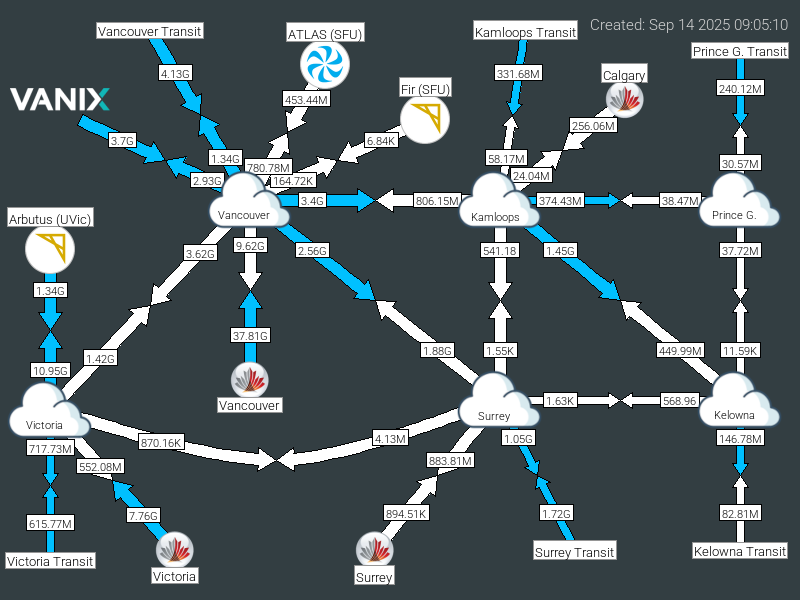 Created: Sep 14 2025 09:05:10
Vancouver Transit
ATLAS (SFU)
Kamloops Transit
Prince G. Transit
4.13G
331.68M
Calgary
Fir (SFU)
240.12M
VANIX
453.44M
256.06M
3.7G
6.84K
1.34G
58.17M
30.57M
780.78M
24.04M
2.93G
164.72K
3.4G
806.15M
374.43M
38.47M
Vancouver
Kamloops
Prince G.
Arbutus (UVic)
3.62G
9.62G
2.56G
541.18
1.45G
37.72M
1.34G
37.81G
1.42G
1.88G
1.55K
449.99M
11.59K
10.95G
Vancouver
1.63K
568.96
Victoria
Surrey
Kelowna
717.73M
870.16K
4.13M
1.05G
146.78M
552.08M
883.81M
615.77M
7.76G
894.51K
1.72G
82.81M
Victoria Transit
Victoria
Surrey
Surrey Transit
Kelowna Transit